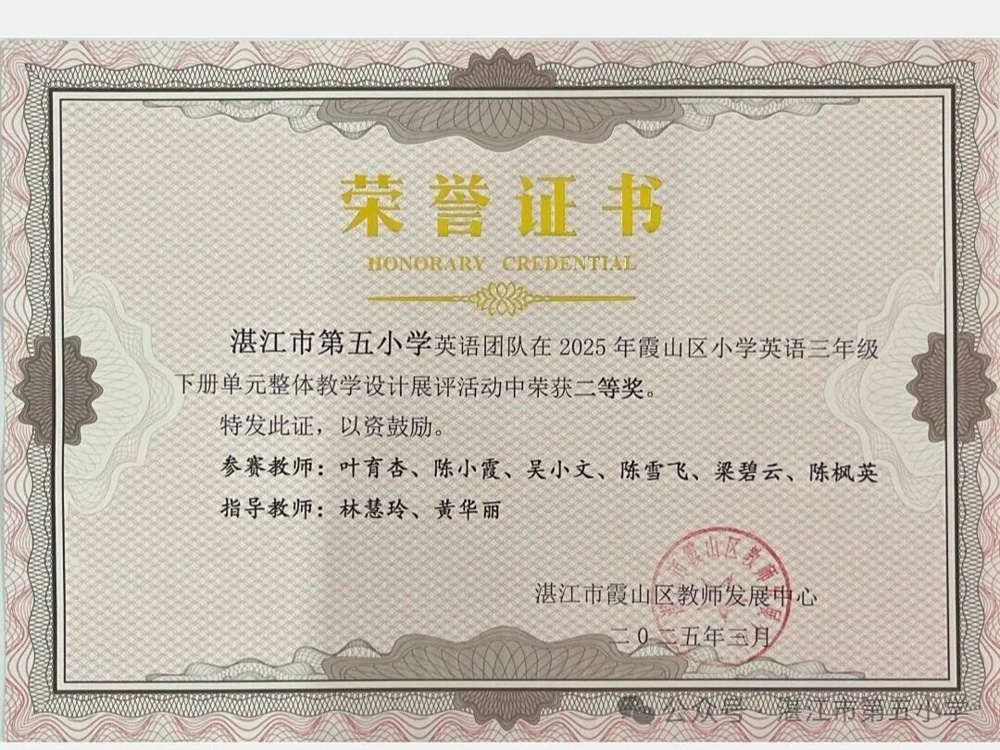 荣誉证书
HONORARY CREDENTIAL
湛江市第五小学英语团队在2025年霞山区小学英语三年级
下册单元整体教学设计展评活动中荣获二等奖。
特发此证，以资鼓励。
参赛教师：叶育杏、陈小霞、吴小文、陈雪飞、梁碧云、陈枫英
指导教师：林慧玲、黄华丽
湛江市霞山区教师发展中心
二0二五年三月
公众号·湛江市第五小学